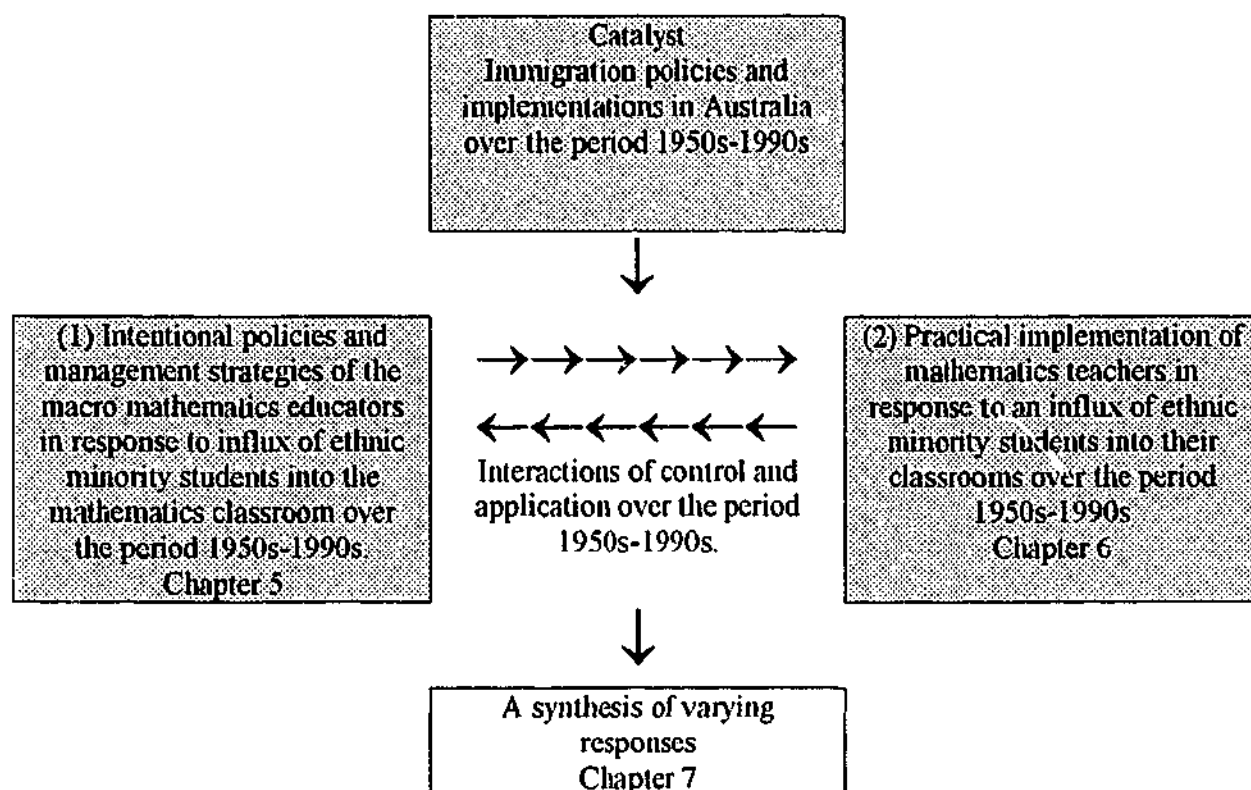 Catalyst
Immigration policies and
implementations in Australia
over the period 1950s-1990s
(1) Intentional policies and
management strategies of the
macro mathematics educators
in response to influx of ethnic
minority students into the
mathematics classroom over
the period 1950s-1990s.
Chapter 5
Interactions of control and
application over the period
1950s-1990s.
(2) Practical implementation of
mathematics teachers in
response to an influx of ethnic
minority students into their
classrooms over the period
1950s-1990s
Chapter 6
A synthesis of varying
responses
Chapter 7